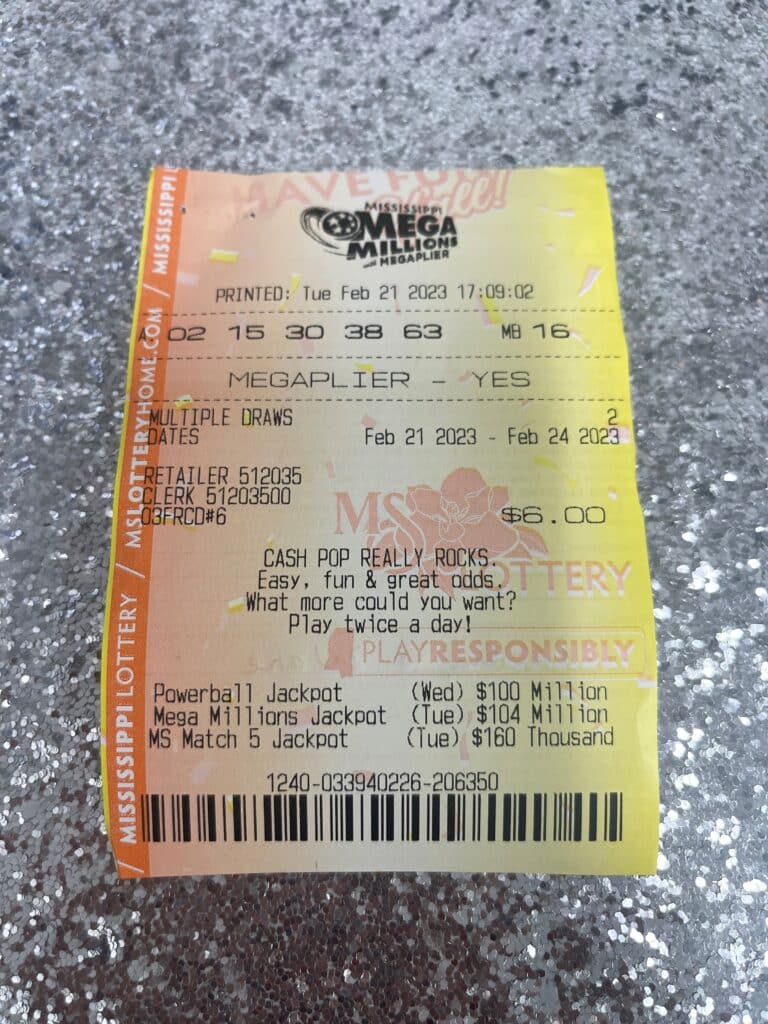 HAVE
MISSISSIPPI
MEGA
MILLIONS
with MEGAPLIER
PRINTED: Tue Feb 21 2023 17:09:02
A 02 15 30 38 63 MB 16
MEGAPLIER - YES
MULTIPLE DRAWS 2
DATES Feb 21 2023 - Feb 24 2023
RETAILER 512035
CLERK 51203500
03FRCD#6
$6.00
MS LOTTERY
CASH POP REALLY ROCKS.
Easy, fun & great odds.
What more could you want?
Play twice a day!
PLAYRESPONSIBLY
Powerball Jackpot (Wed) $100 Million
Mega Millions Jackpot (Tue) $104 Million
MS Match 5 Jackpot (Tue) $160 Thousand
1240-033940226-206350
/ MISSISSIPPI LOTTERY / MSLOTTERYHOME.COM / MISSISSIPPI